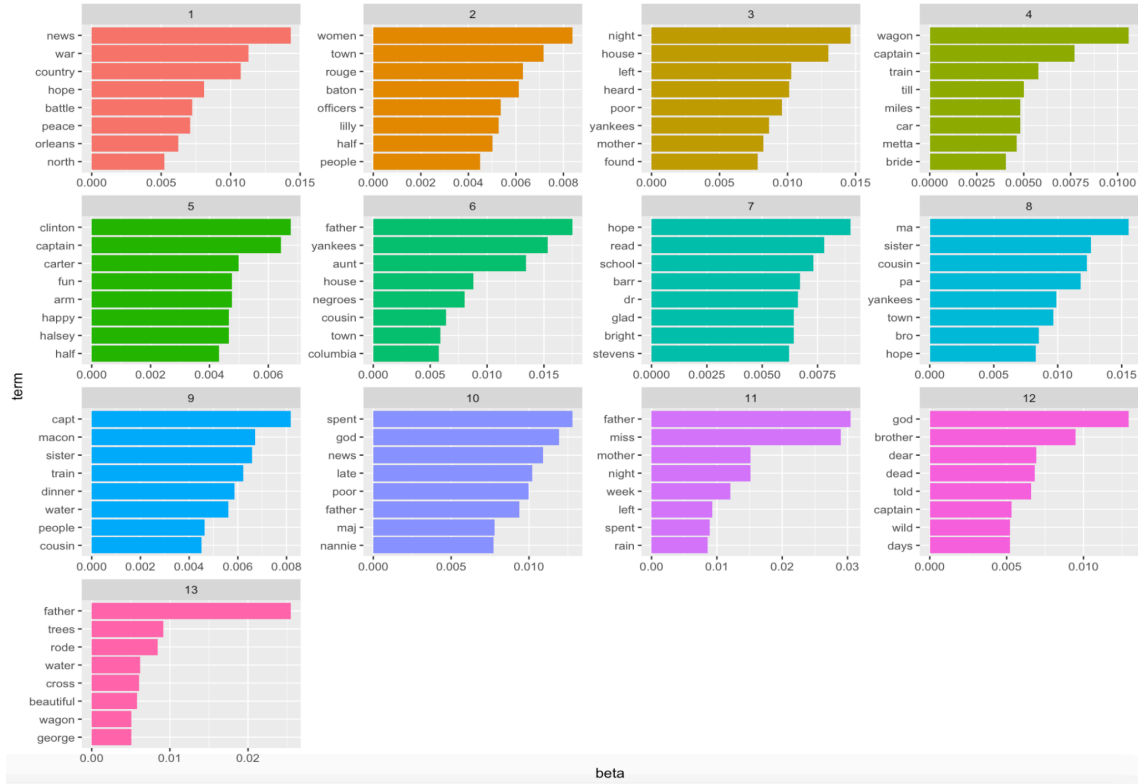 1
news
war
country
hope
battle
peace
orleans
north
0.000 0.005 0.010 0.015
2
women
town
rouge
baton
officers
lilly
half
people
0.000 0.002 0.004 0.006 0.008
3
night
house
left
heard
poor
yankees
mother
found
0.000 0.005 0.010 0.015
4
wagon
captain
train
till
miles
car
metta
bride
0.0000 0.0025 0.0050 0.0075 0.0100
5
clinton
captain
carter
fun
arm
happy
halsey
half
0.000 0.002 0.004 0.006
6
father
yankees
aunt
house
negroes
cousin
town
columbia
0.000 0.005 0.010 0.015
7
hope
read
school
barr
dr
glad
bright
stevens
0.0000 0.0025 0.0050 0.0075
8
ma
sister
cousin
pa
yankees
town
bro
hope
0.000 0.005 0.010 0.015
term
9
capt
macon
sister
train
dinner
water
people
cousin
0.000 0.002 0.004 0.006 0.008
10
spent
god
news
late
poor
father
maj
nannie
0.000 0.005 0.010
11
father
miss
mother
night
week
left
spent
rain
0.00 0.01 0.02 0.03
12
god
brother
dear
dead
told
captain
wild
days
0.000 0.005 0.010
13
father
trees
rode
water
cross
beautiful
wagon
george
0.00 0.01 0.02
beta